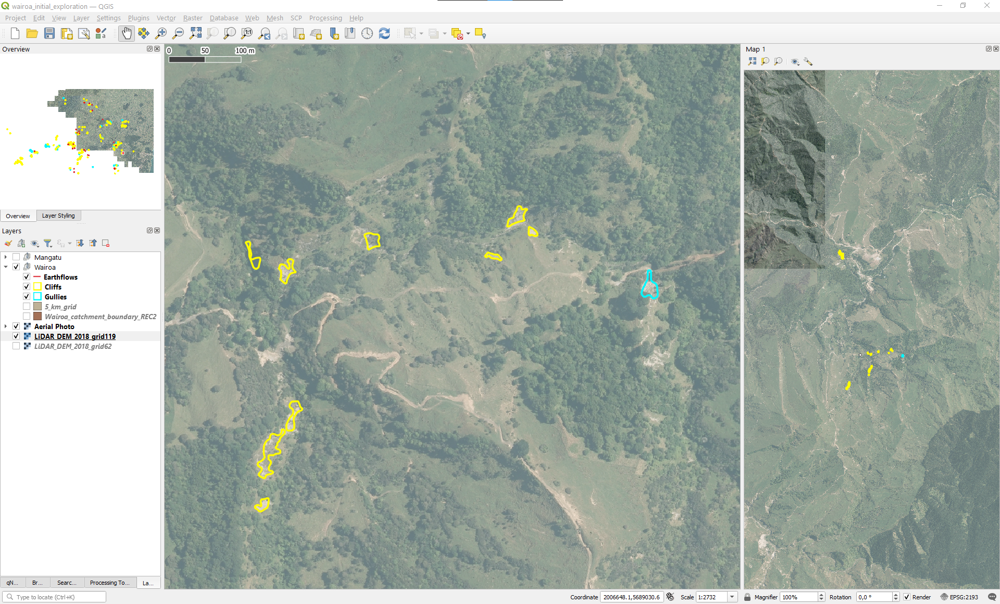 wairoa_initial_exploration — QGIS
Project Edit View Layer Settings Plugins Vector Raster Database Web Mesh SCP Processing Help
Overview
Overview Layer Styling
Layers
Mangatu
Wairoa
Earthflows
Cliffs
Gullies
5_km_grid
Wairoa_catchment_boundary_REC2
Aerial Photo
LiDAR_DEM_2018_grid119
LiDAR_DEM_2018_grid62
qN... Br... Searc... Processing To... La...
Type to locate (Ctrl+K)
0 50 100 m
Map 1
Coordinate 2006648.1,5689030.6 Scale 1:2732 Magnifier 100% Rotation 0,0 ° Render EPSG:2193